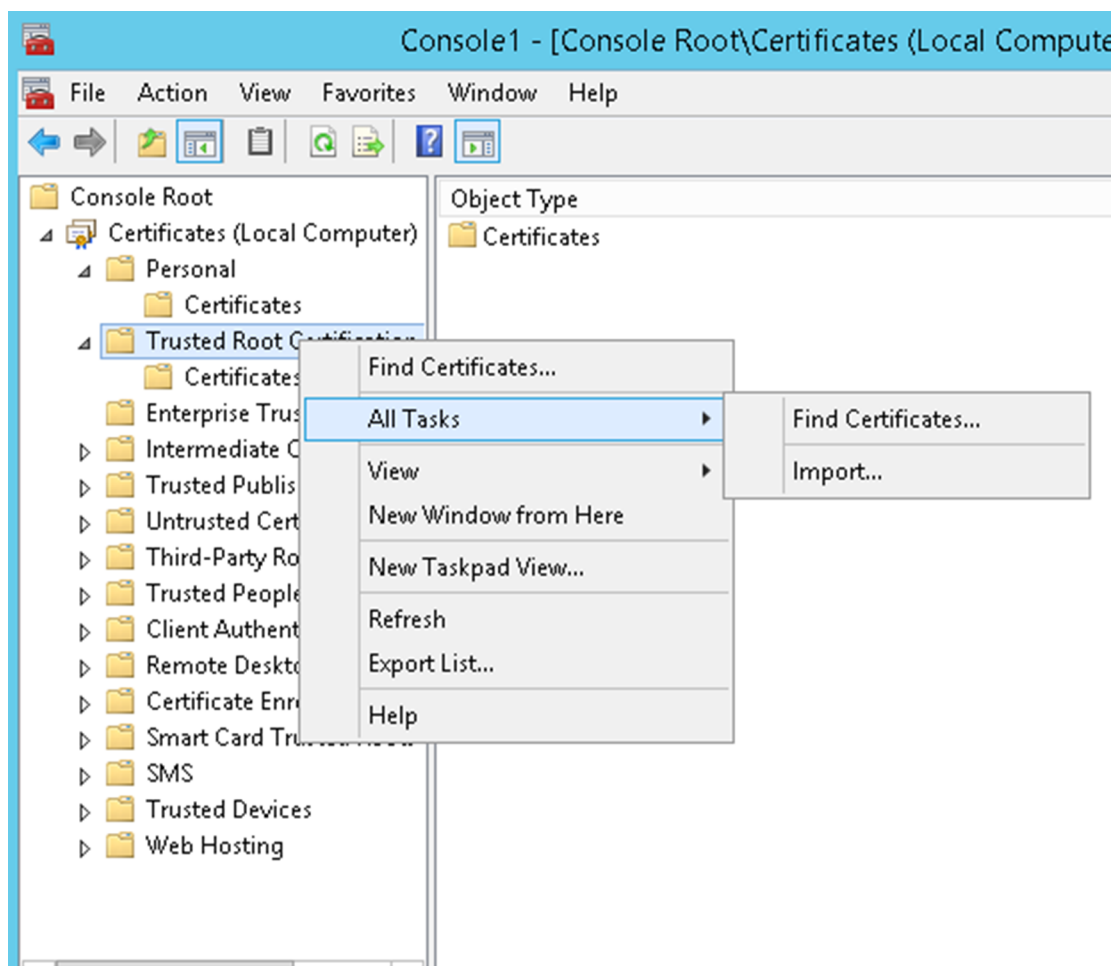 Console1 - [Console Root\Certificates (Local Compute
File Action View Favorites Window Help
Console Root
Certificates (Local Computer)
Personal
Certificates
Trusted Root
Certificates
Enterprise
Intermediate
Trusted
Untrusted
Third-Party
Trusted People
Client
Remote
Certificate
Smart Card
SMS
Trusted Devices
Web Hosting
Object Type
Certificates
Find Certificates...
All Tasks
View
New Window from Here
New Taskpad View...
Refresh
Export List...
Help
Find Certificates...
Import...